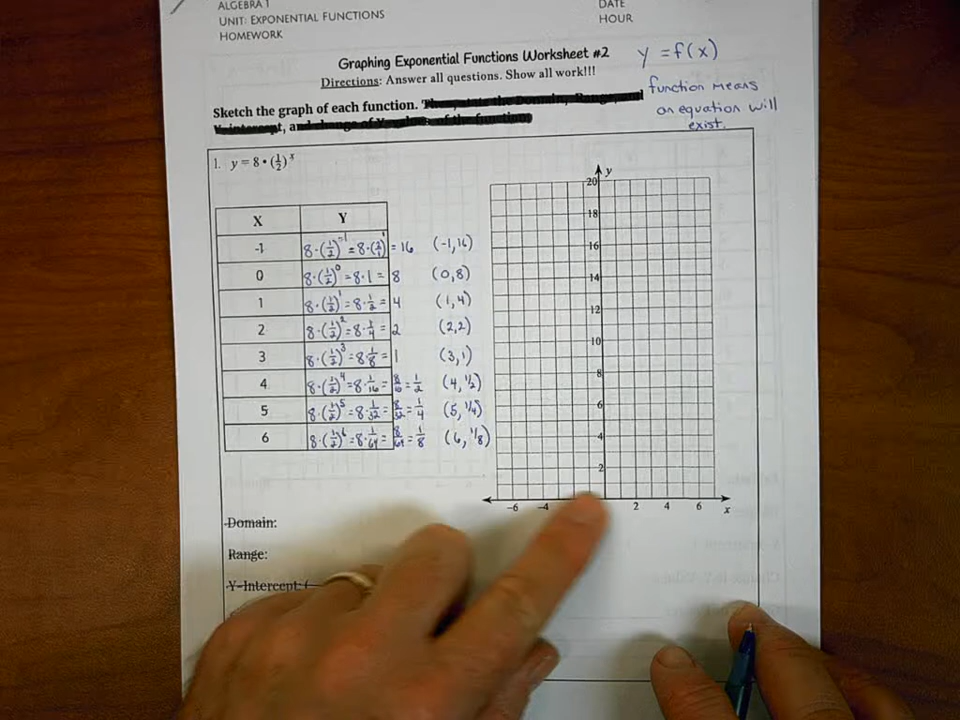 ALGEBRA 1
UNIT: EXPONENTIAL FUNCTIONS
HOMEWORK
DATE
HOUR
Graphing Exponential Functions Worksheet #2
y = f(x)
Directions: Answer all questions. Show all work!!!
function means
an equation will
exist.
Sketch the graph of each function.
1. y = 8 • (1/2)^x
X Y
-1 8·(1/2)^-1 = 8·(2/1)^1 = 16 (-1,16)
0 8·(1/2)^0 = 8·1 = 8 (0,8)
1 8·(1/2)^1 = 8·1/2 = 4 (1,4)
2 8·(1/2)^2 = 8·1/4 = 2 (2,2)
3 8·(1/2)^3 = 8·1/8 = 1 (3,1)
4 8·(1/2)^4 = 8·1/16 = 8/16 = 1/2 (4, 1/2)
5 8·(1/2)^5 = 8·1/32 = 8/32 = 1/4 (5, 1/4)
6 8·(1/2)^6 = 8·1/64 = 8/64 = 1/8 (6, 1/8)
y
20
18
16
14
12
10
8
6
4
2
-6 -4 2 4 6 x
Domain:
Range:
Y-Intercept: (